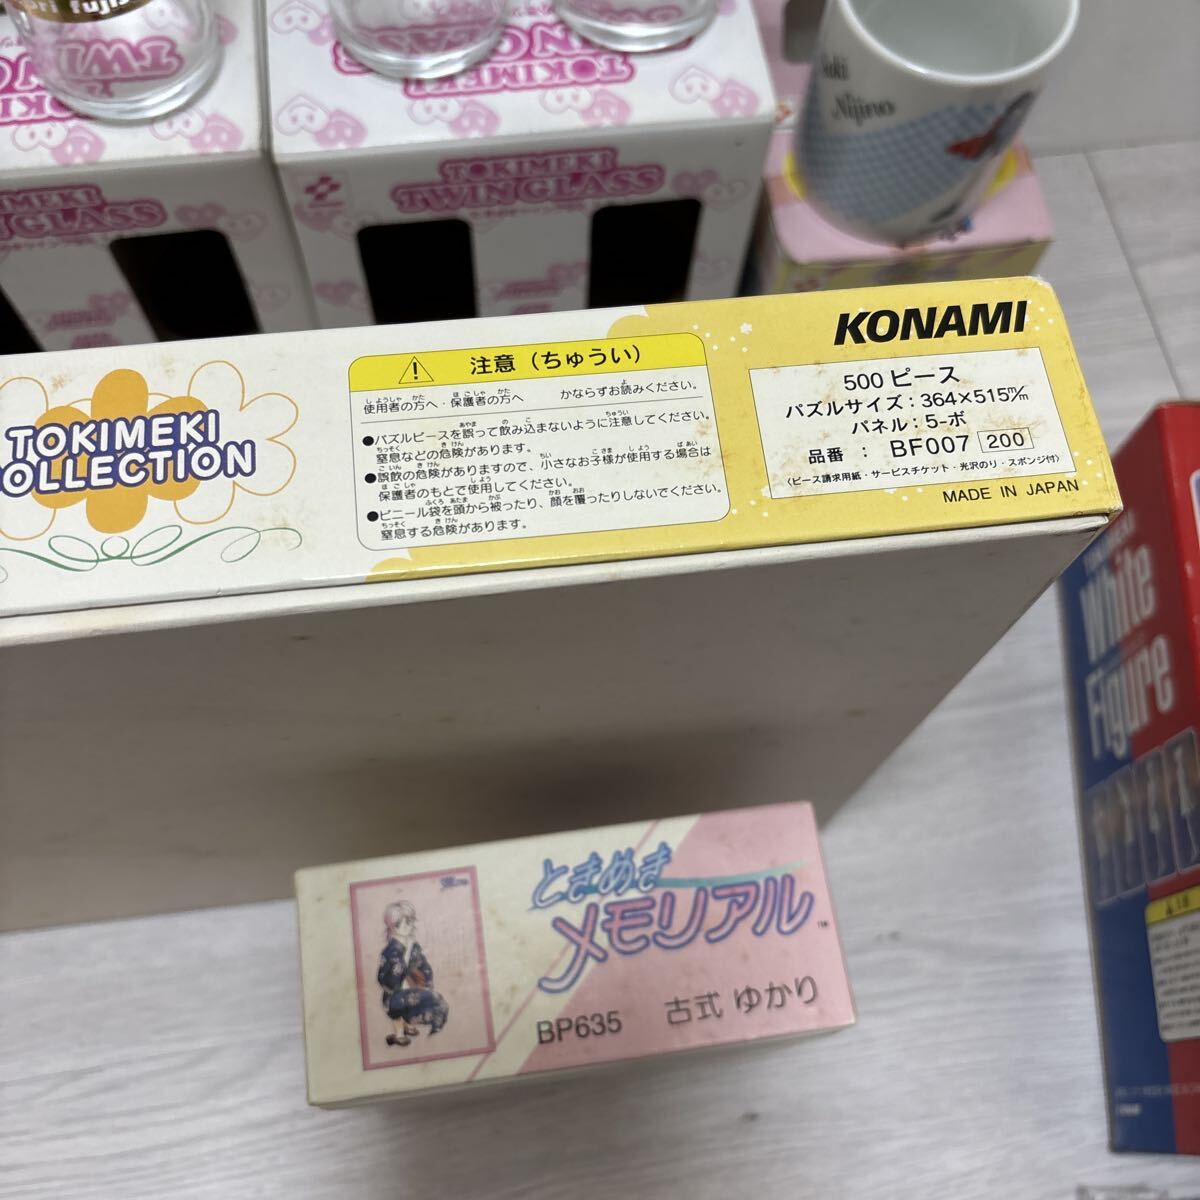 TOKIMEKI
TWINGLASS
TOKIMEKI
TWINGLASS
Saki
Nijino
KONAMI
TOKIMEKI
COLLECTION
注意（ちゅうい）
使用者の方へ・保護者の方へ かならずお読みください。
●パズルピースを誤って飲み込まないように注意してください。
窒息などの危険があります。
●誤飲の危険がありますので、小さなお子様が使用する場合は
保護者のもとで使用してください。
●ビニール袋を頭から被ったり、顔を覆ったりしないでください。
窒息する危険があります。
500 ピース
パズルサイズ：364×515m/m
パネル：5-ボ
品番 ： BF007 200
（ピース請求用紙・サービスチケット・光沢のり・スポンジ付）
MADE IN JAPAN
White
Figure
ときめき
メモリアル
BP635 古式 ゆかり